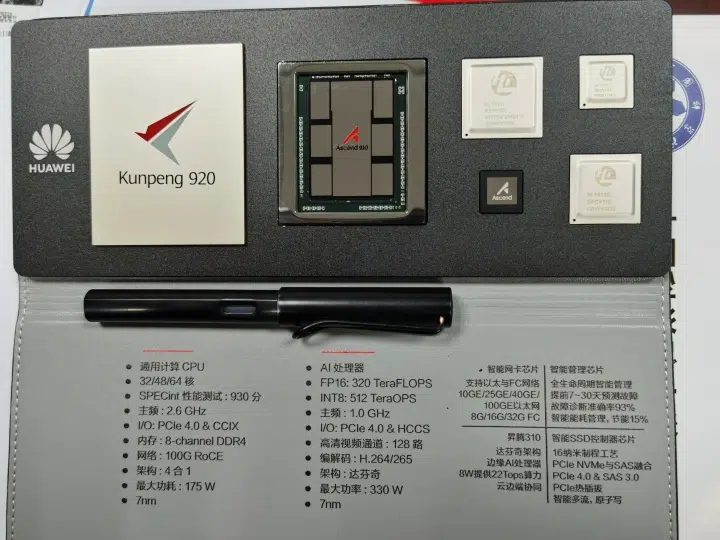 HUAWEI
Kunpeng 920
Ascend 910
Ascend
通用计算 CPU
32/48/64 核
SPECint 性能测试 : 930 分
主频 : 2.6 GHz
I/O: PCIe 4.0 & CCIX
内存 : 8-channel DDR4
网络 : 100G RoCE
架构 : 4 合 1
最大功耗 : 175 W
7nm
AI 处理器
FP16: 320 TeraFLOPS
INT8: 512 TeraOPS
主频 : 1.0 GHz
I/O: PCIe 4.0 & HCCS
高清视频通道 : 128 路
编解码 : H.264/265
架构 : 达芬奇
最大功率 : 330 W
7nm
智能网卡芯片
支持以太与FC网络
10GE/25GE/40GE/
100GE以太网
8G/16G/32G FC
智能管理芯片
全生命周期智能管理
提前7~30天预测故障
故障诊断准确率93%
智能能耗管理，节能15%
昇腾310
达芬奇架构
边缘AI处理器
8W提供22Tops算力
云边端协同
智能SSD控制器芯片
16纳米制程工艺
PCIe NVMe与SAS融合
PCIe 4.0 & SAS 3.0
PCIe热插拔
智能多流，原子写